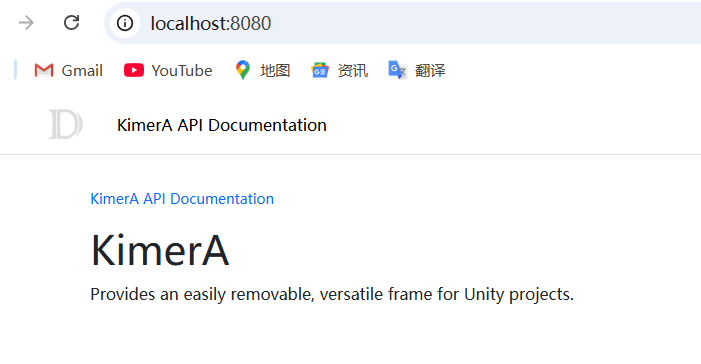 localhost:8080
Gmail YouTube 地图 资讯 翻译
KimerA API Documentation
KimerA API Documentation
KimerA
Provides an easily removable, versatile frame for Unity projects.